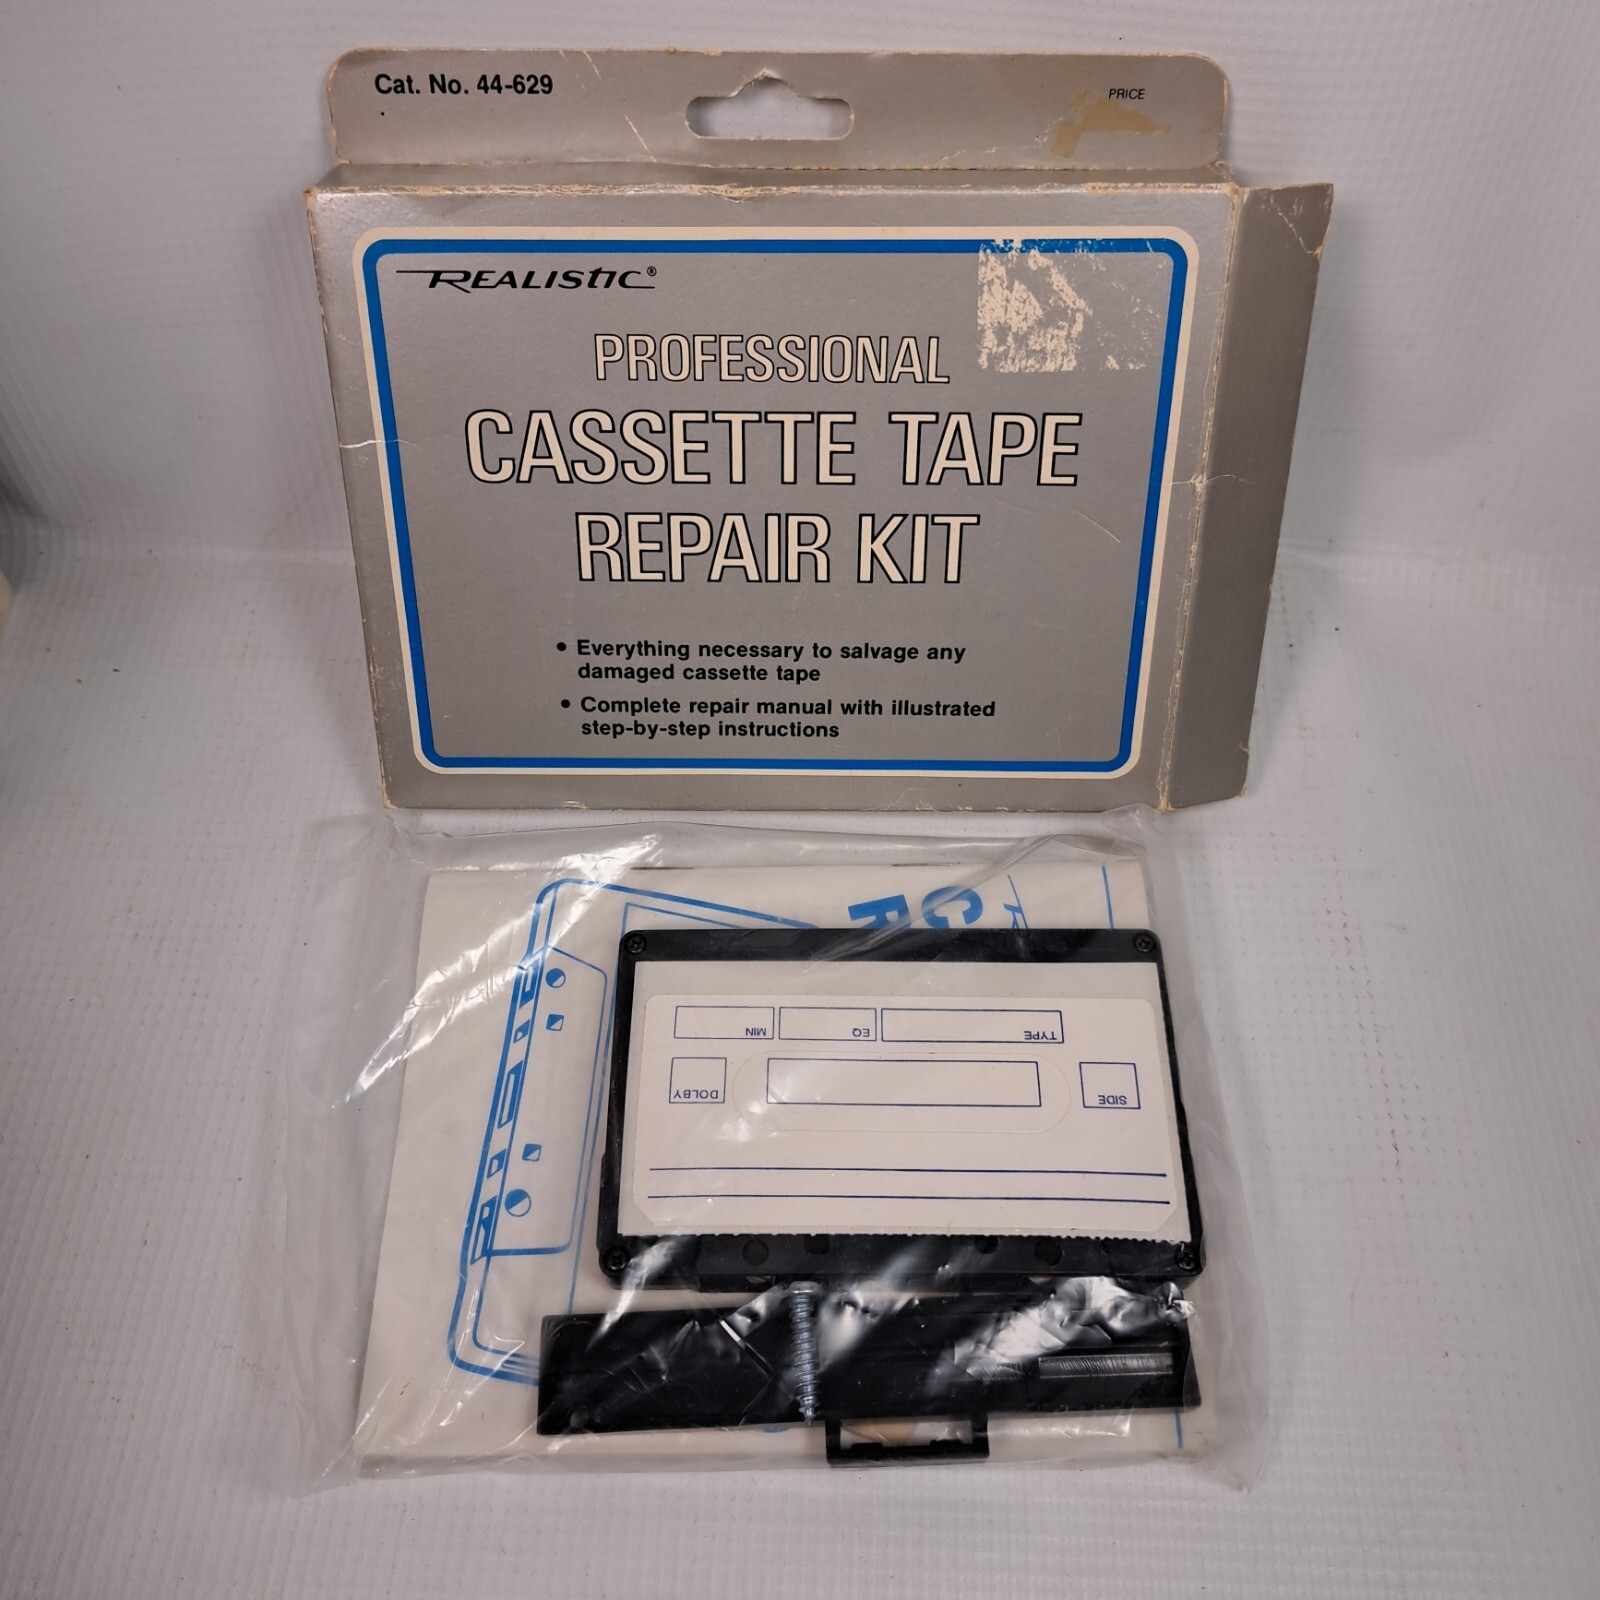 Cat. No. 44-629
PRICE
REALISTIC®
PROFESSIONAL
CASSETTE TAPE
REPAIR KIT
• Everything necessary to salvage any
damaged cassette tape
• Complete repair manual with illustrated
step-by-step instructions
C
R
MIN EQ TYPE
DOLBY SIDE